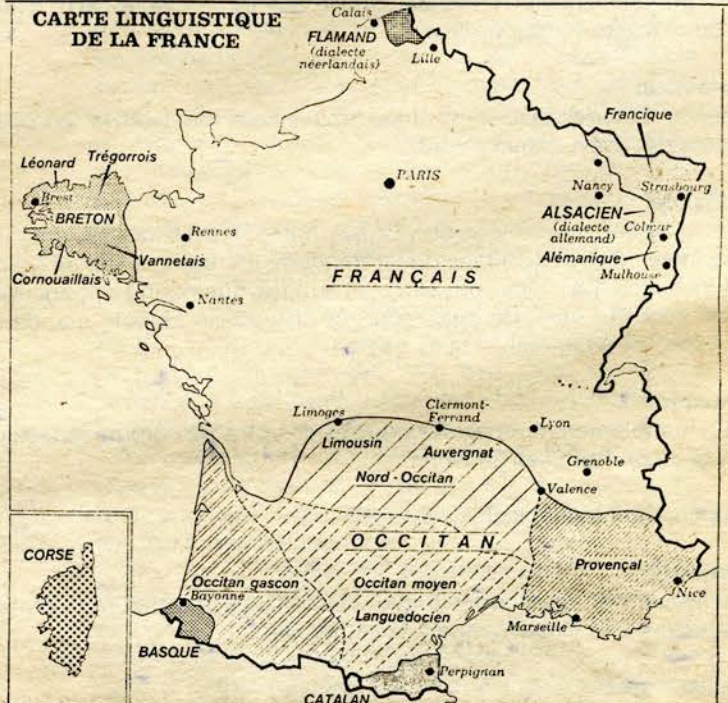 CARTE LINGUISTIQUE
DE LA FRANCE
Calais
FLAMAND
(dialecte
néerlandais)
Lille
Francique
Léonard
Trégorrois
Brest
BRETON
Cornouaillais
Vannetais
Rennes
Nantes
PARIS
Nancy
Strasbourg
ALSACIEN
(dialecte
allemand)
Colmar
Alémanique
Mulhouse
FRANÇAIS
Limoges
Clermont-
Ferrand
Lyon
Limousin
Auvergnat
Grenoble
Nord-Occitan
Valence
OCCITAN
CORSE
Provençal
Occitan gascon
Occitan moyen
Bayonne
Nice
Languedocien
Marseille
BASQUE
Perpignan
CATALAN